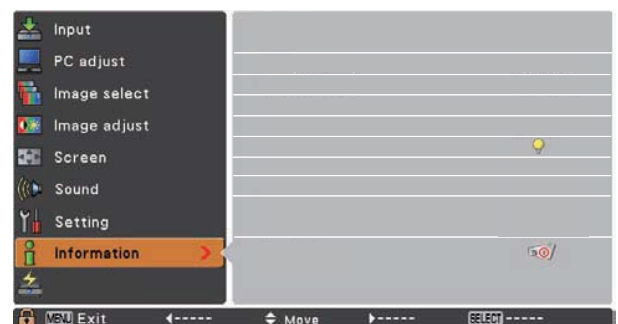 Input
PC adjust
Image select
Image adjust
Screen
Sound
Setting
Information
MENU Exit ----- Move ----- SELECT -----